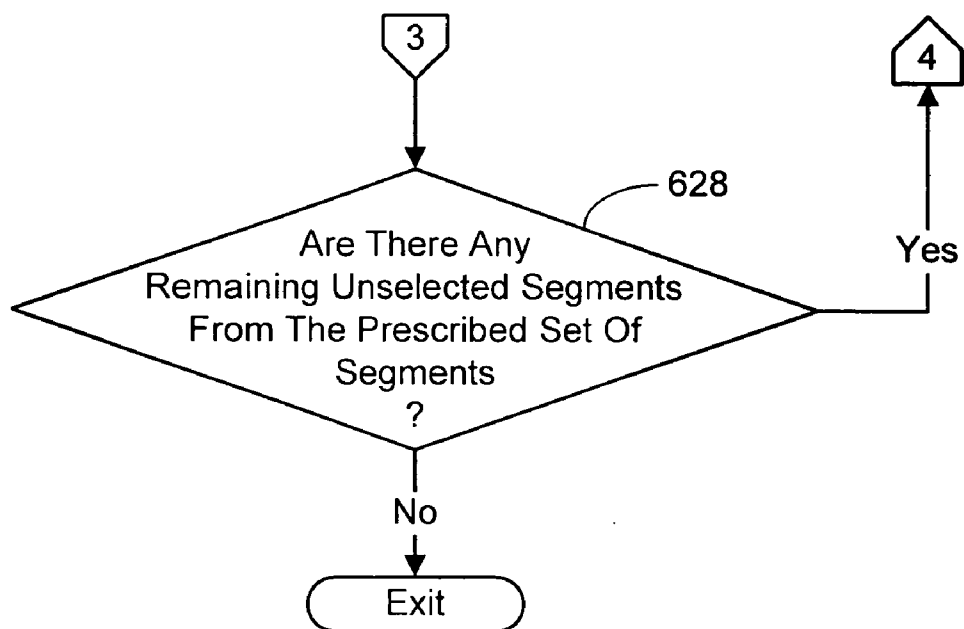 3
4
628
Are There Any
Remaining Unselected Segments
From The Prescribed Set Of
Segments
?
Yes
No
Exit